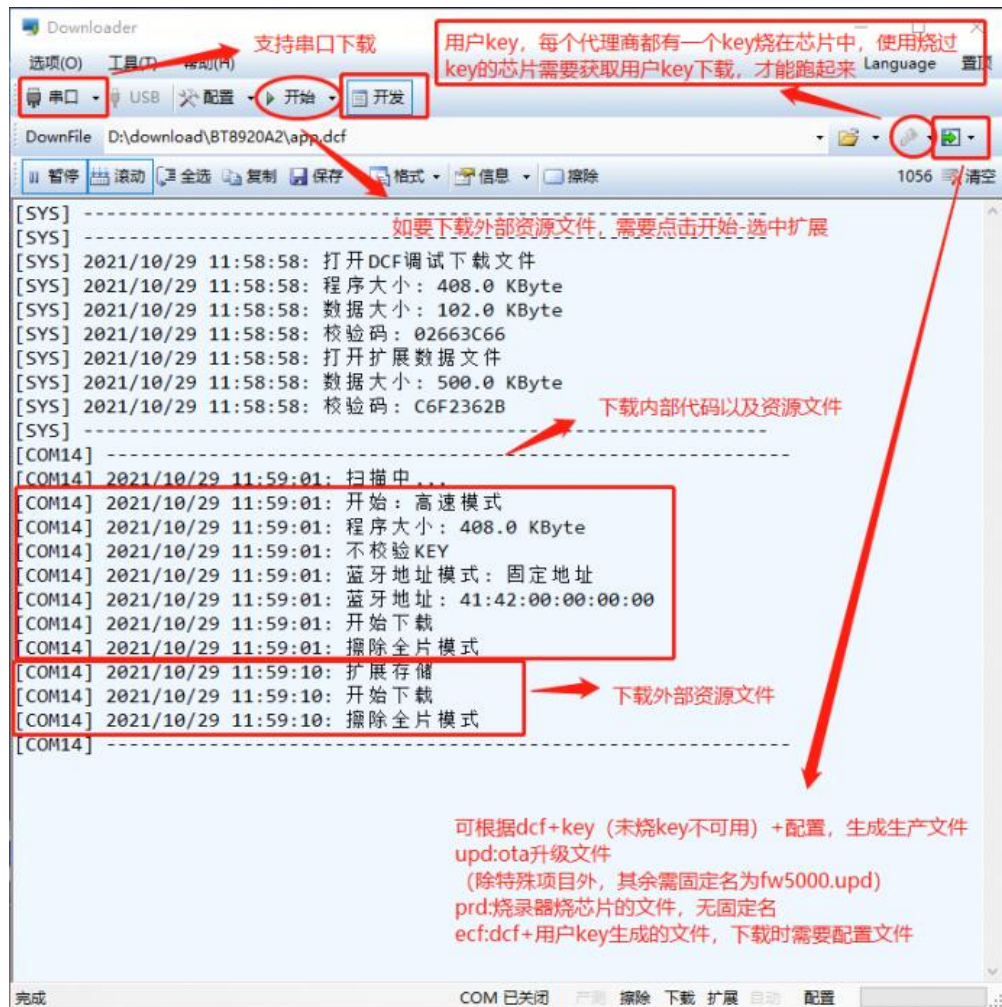 Downloader
支持串口下载
用户key，每个代理商都有一个key烧在芯片中，使用烧过
key的芯片需要获取用户key下载，才能跑起来
选项(O) 工具(T) 帮助(H) Language 置顶
串口 USB 配置 开始 开发
DownFile D:\download\BT8920A2\app.dcf
暂停 滚动 全选 复制 保存 格式 信息 擦除 1056 清空
[SYS] ----------------------------------------------------------
如要下载外部资源文件，需要点击开始-选中扩展
[SYS] ----------------------------------------------------------
[SYS] 2021/10/29 11:58:58: 打开DCF调试下载文件
[SYS] 2021/10/29 11:58:58: 程序大小: 408.0 KByte
[SYS] 2021/10/29 11:58:58: 数据大小: 102.0 KByte
[SYS] 2021/10/29 11:58:58: 校验码: 02663C66
[SYS] 2021/10/29 11:58:58: 打开扩展数据文件
[SYS] 2021/10/29 11:58:58: 数据大小: 500.0 KByte
[SYS] 2021/10/29 11:58:58: 校验码: C6F2362B
下载内部代码以及资源文件
[SYS] ----------------------------------------------------------
[COM14] ----------------------------------------------------------
[COM14] 2021/10/29 11:59:01: 扫描中...
[COM14] 2021/10/29 11:59:01: 开始: 高速模式
[COM14] 2021/10/29 11:59:01: 程序大小: 408.0 KByte
[COM14] 2021/10/29 11:59:01: 不校验KEY
[COM14] 2021/10/29 11:59:01: 蓝牙地址模式: 固定地址
[COM14] 2021/10/29 11:59:01: 蓝牙地址: 41:42:00:00:00:00
[COM14] 2021/10/29 11:59:01: 开始下载
[COM14] 2021/10/29 11:59:01: 擦除全片模式
[COM14] 2021/10/29 11:59:10: 扩展存储
[COM14] 2021/10/29 11:59:10: 开始下载
下载外部资源文件
[COM14] 2021/10/29 11:59:10: 擦除全片模式
[COM14] ----------------------------------------------------------
可根据dcf+key（未烧key不可用）+配置，生成生产文件
upd:ota升级文件
（除特殊项目外，其余需固定名为fw5000.upd）
prd:烧录器烧芯片的文件，无固定名
ecf:dcf+用户key生成的文件，下载时需要配置文件
完成 COM 已关闭 产测 擦除 下载 扩展 自动 配置